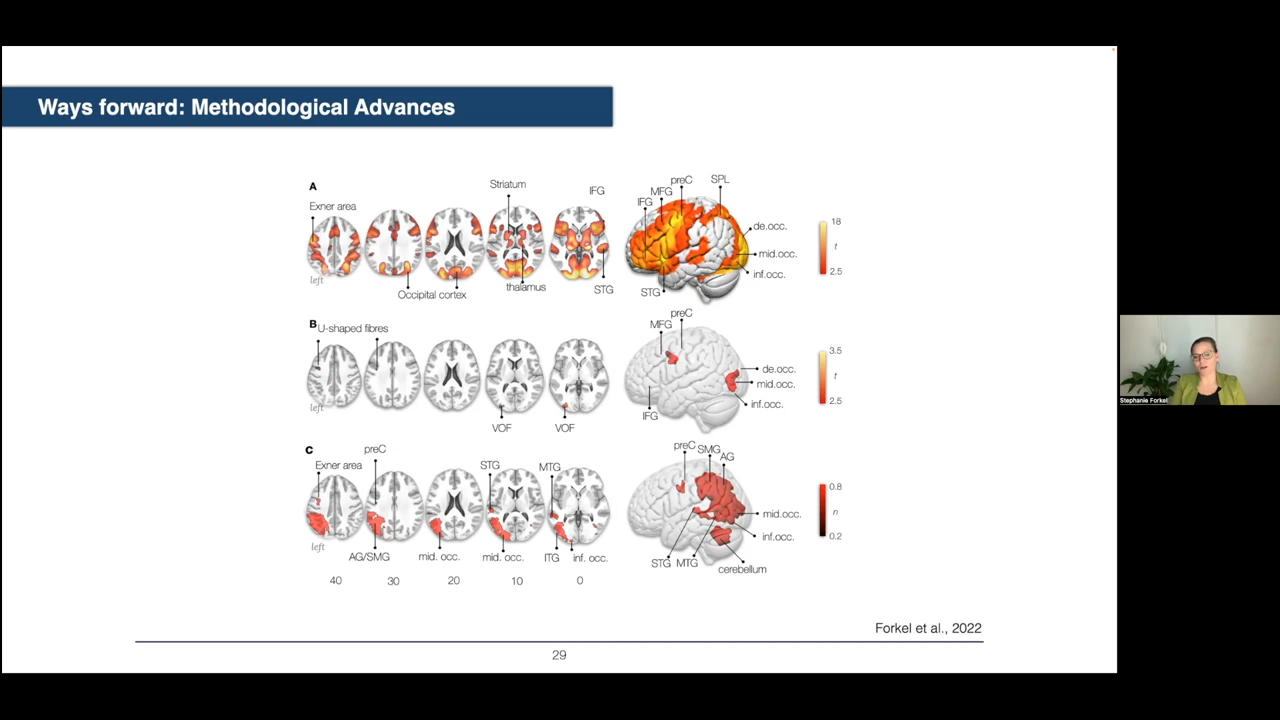 Ways forward: Methodological Advances
A
Exner area
Striatum
IFG
left
Occipital cortex
thalamus
STG
IFG
MFG
preC
SPL
de.occ.
mid.occ.
inf.occ.
STG
18
t
2.5
B
U-shaped fibres
left
VOF
VOF
MFG
preC
IFG
de.occ.
mid.occ.
inf.occ.
3.5
t
2.5
C
Exner area
preC
STG
MTG
left
AG/SMG
mid. occ.
mid. occ.
ITG
inf. occ.
preC
SMG
AG
mid.occ.
inf.occ.
STG
MTG
cerebellum
0.8
n
0.2
40
30
20
10
0
Forkel et al., 2022
29
Stephanie Forkel